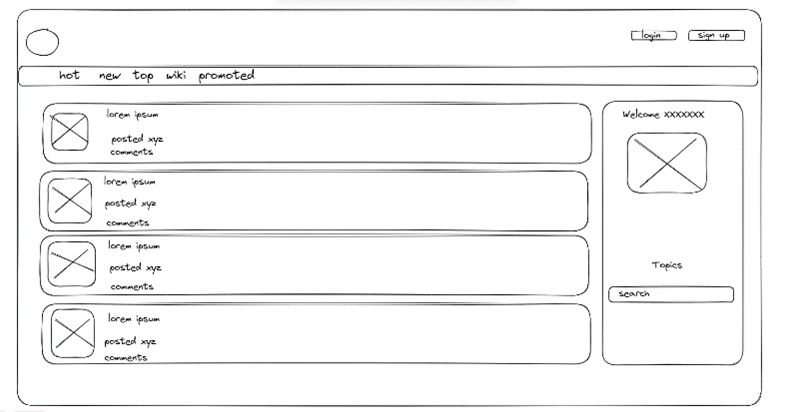 login sign up
hot new top wiki promoted
lorem ipsum
posted xyz
comments
lorem ipsum
posted xyz
comments
lorem ipsum
posted xyz
comments
lorem ipsum
posted xyz
comments
Welcome XXXXXXX
Topics
search